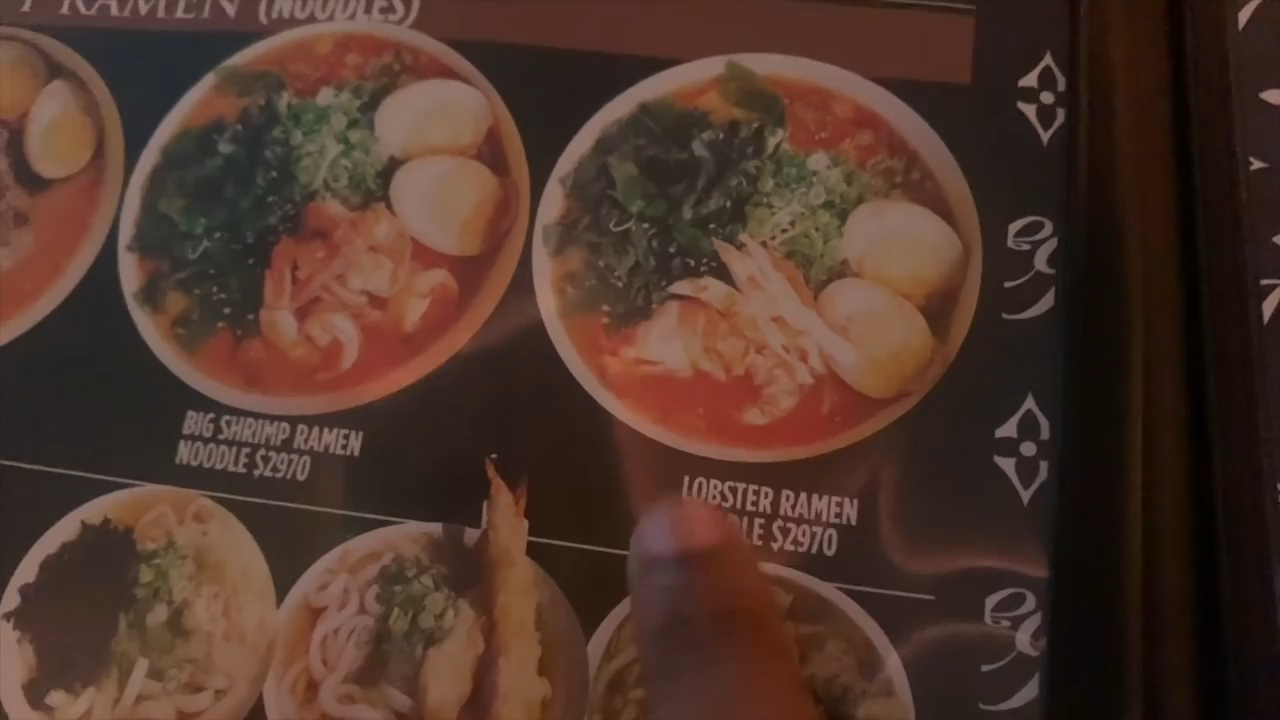 RAMEN (NOODLES)
BIG SHRIMP RAMEN
NOODLE $2970
LOBSTER RAMEN
$2970